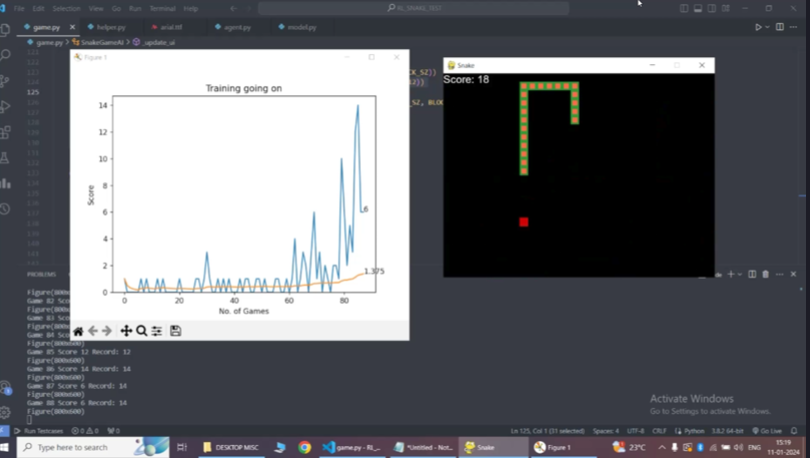 File Edit Selection View Go Run Terminal Help
RL_SNAKE_TEST
game.py helper.py arial.ttf agent.py model.py
game.py > SnakeGameAI > _update_ui
125
Figure 1
Training going on
14
12
10
8
6
4
2
0
0 20 40 60 80
Score
No. of Games
6
1.375
Snake
Score: 18
PROBLEMS
Figure(800x600)
Game 82 Sco
Figure(800x600)
Game 83 Sco
Figure(800x600)
Game 84 Sco
Figure(800x600)
Game 85 Score 12 Record: 12
Figure(800x600)
Game 86 Score 14 Record: 14
Figure(800x600)
Game 87 Score 6 Record: 14
Figure(800x600)
Game 88 Score 6 Record: 14
Figure(800x600)
Activate Windows
Go to Settings to activate Windows.
Run Testcases 0 0 0 Ln 125, Col 1 (31 selected) Spaces: 4 UTF-8 CRLF Python 3.8.2 64-bit Go Live
Type here to search DESKTOP MISC game.py - RL_... *Untitled - Not... Snake Figure 1 23°C ENG 15:19
11-01-2024